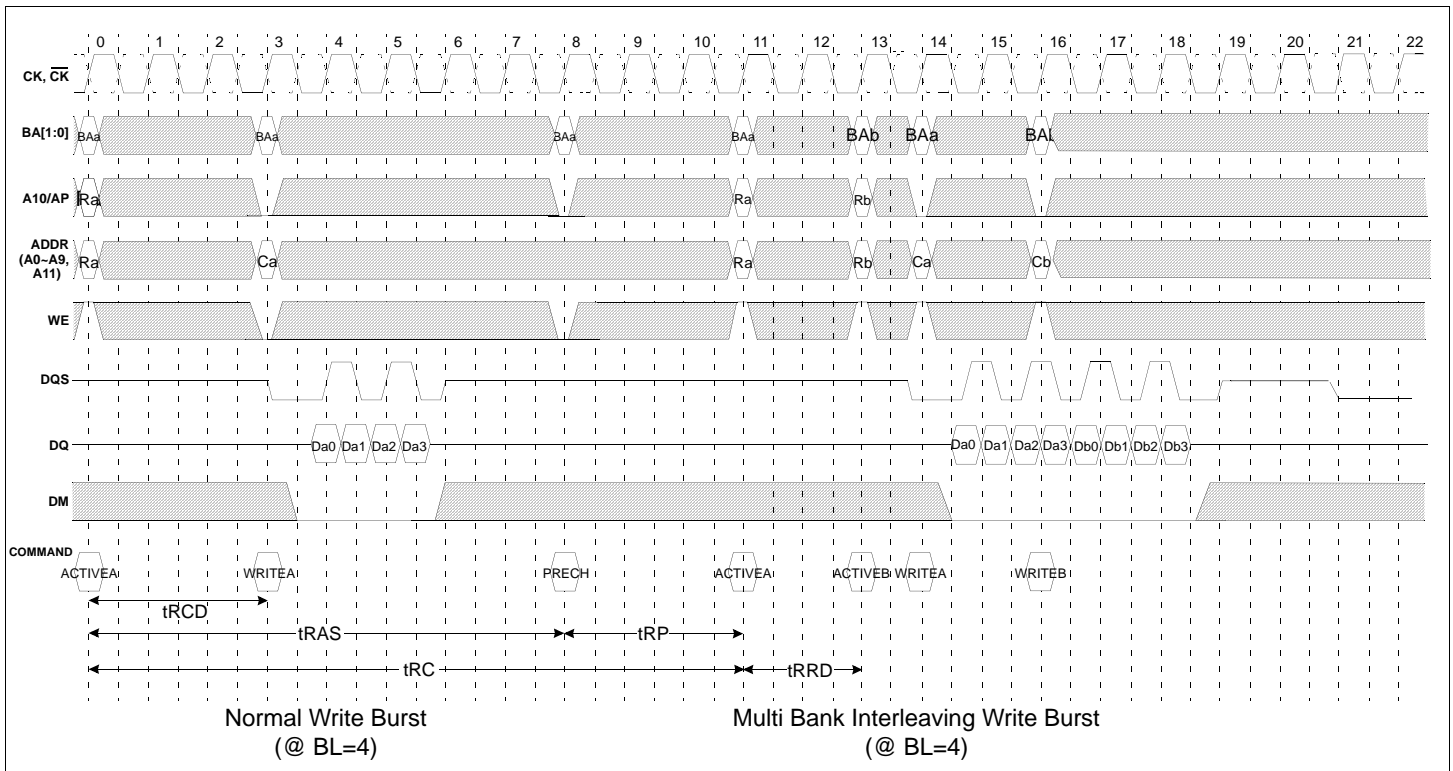 0 1 2 3 4 5 6 7 8 9 10 11 12 13 14 15 16 17 18 19 20 21 22
CK, CK
BA[1:0] BAa BAa BAa BAa BAb BAa
A10/AP Ra Ra Rb
ADDR
(A0~A9,
A11)
Ra Ca Ra Rb Ca Cb
WE
DQS
DQ Da0 Da1 Da2 Da3 Da0 Da1 Da2 Da3 Db0 Db1 Db2 Db3
DM
COMMAND
ACTIVEA WRITEA PRECH ACTIVEA ACTIVEB WRITEA WRITEB
tRCD
tRAS tRP
tRC tRRD
Normal Write Burst Multi Bank Interleaving Write Burst
(@ BL=4) (@ BL=4)